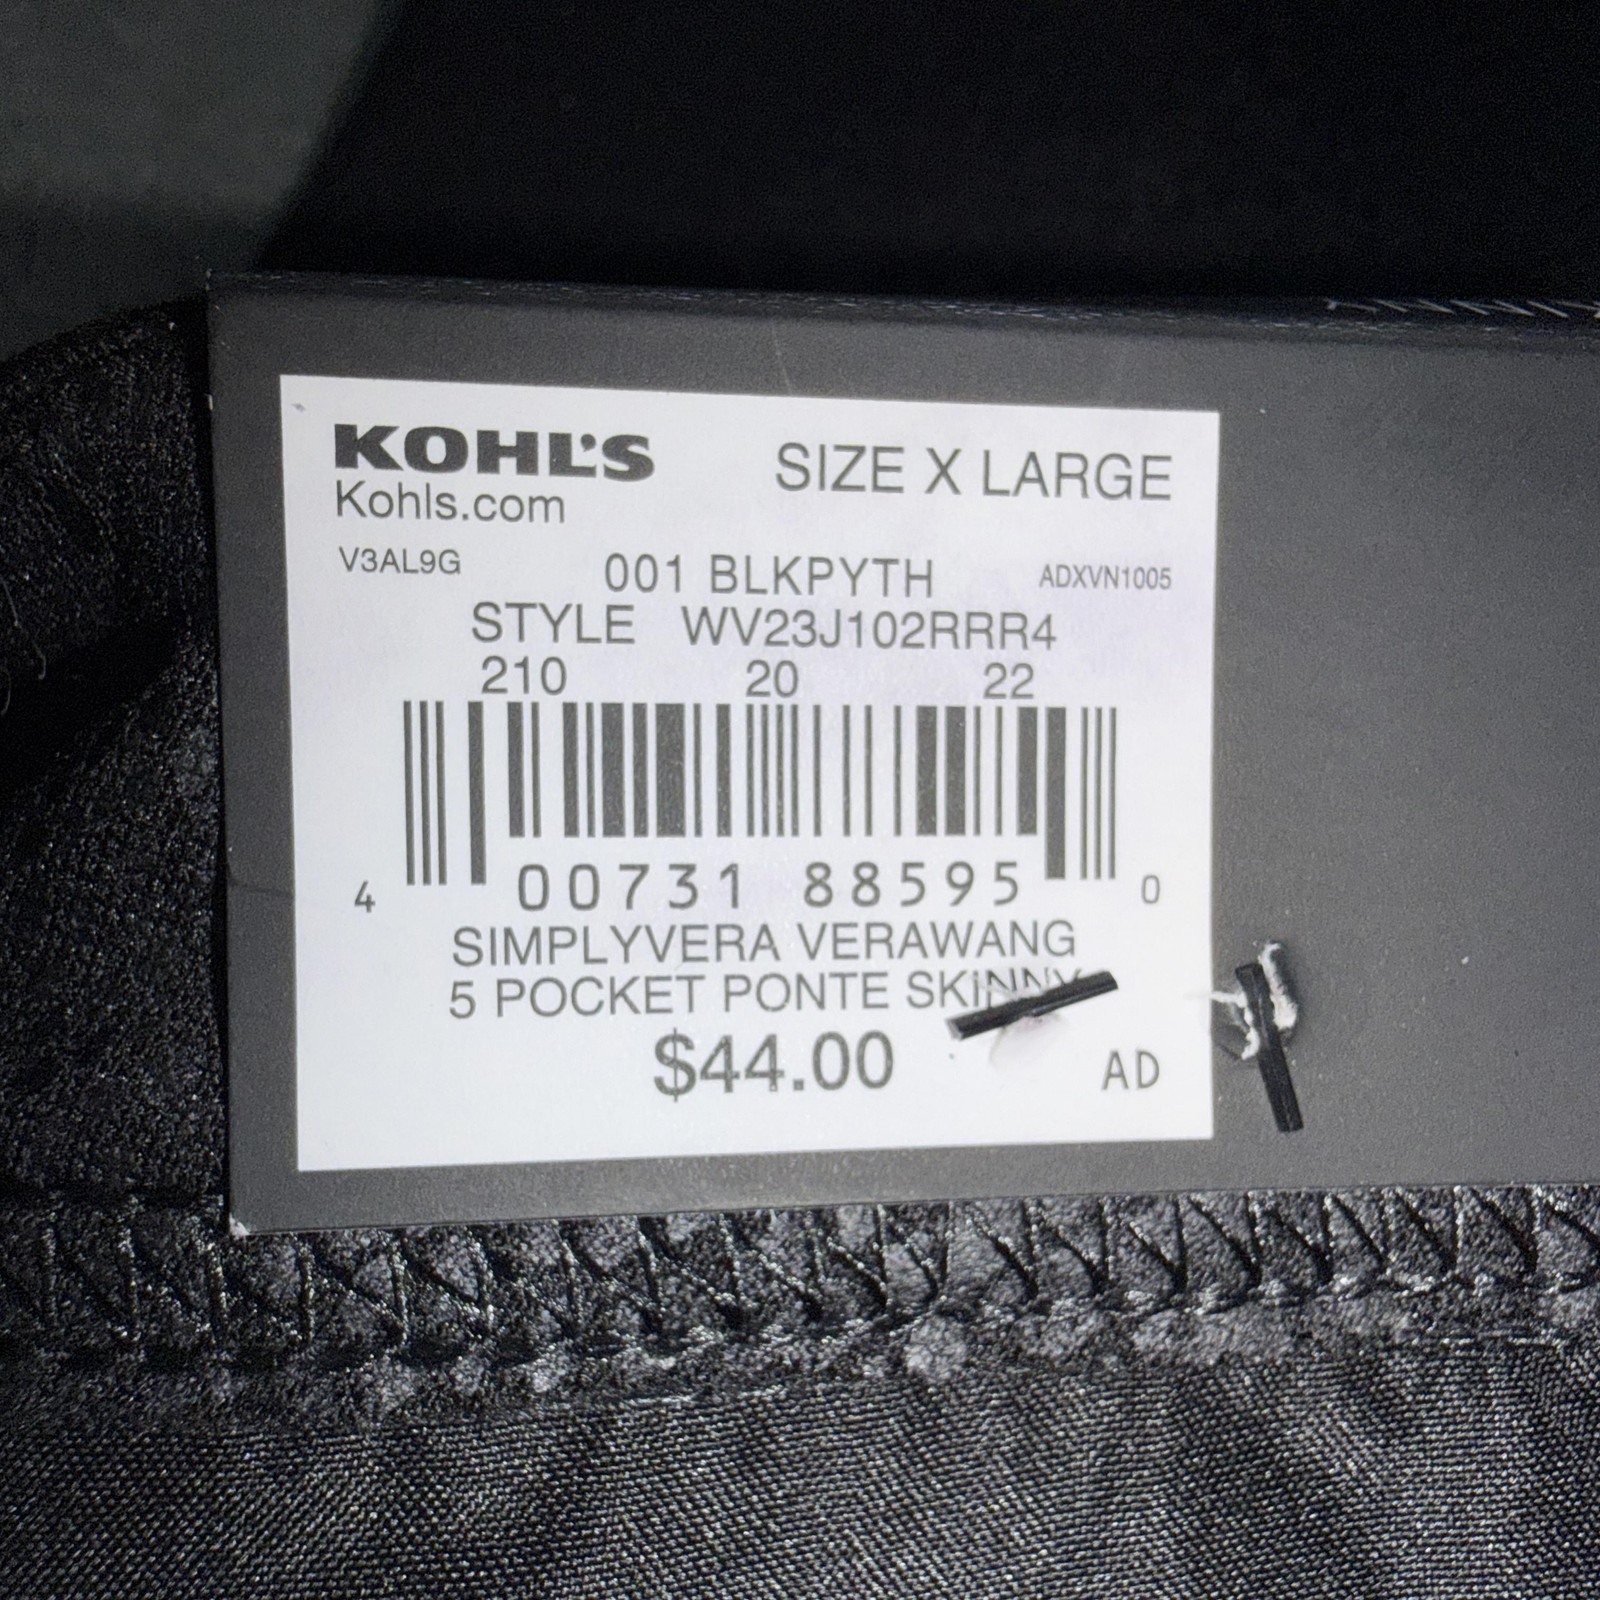 KOHL'S SIZE X LARGE
Kohls.com
V3AL9G 001 BLKPYTH ADXVN1005
STYLE WV23J102RRR4
210 20 22
4 00731 88595 0
SIMPLYVERA VERAWANG
5 POCKET PONTE SKINNY
$44.00 AD